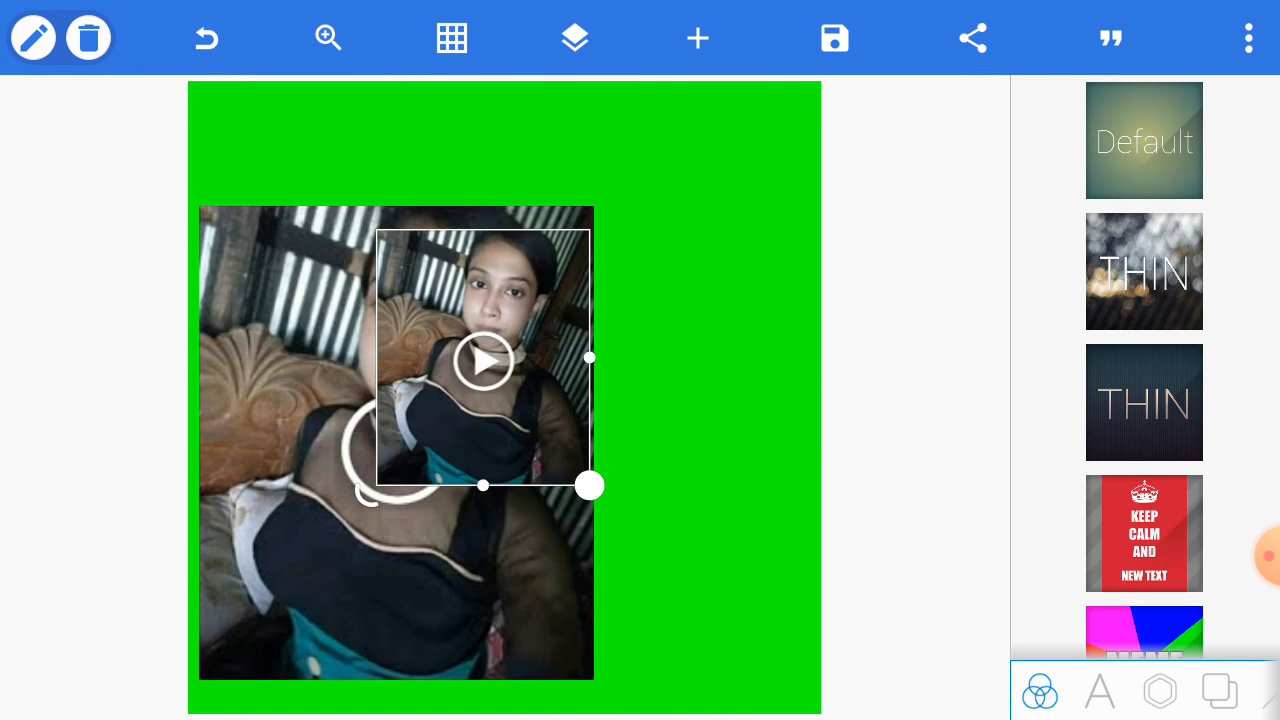 Default
THIN
THIN
KEEP
CALM
AND
NEW TEXT